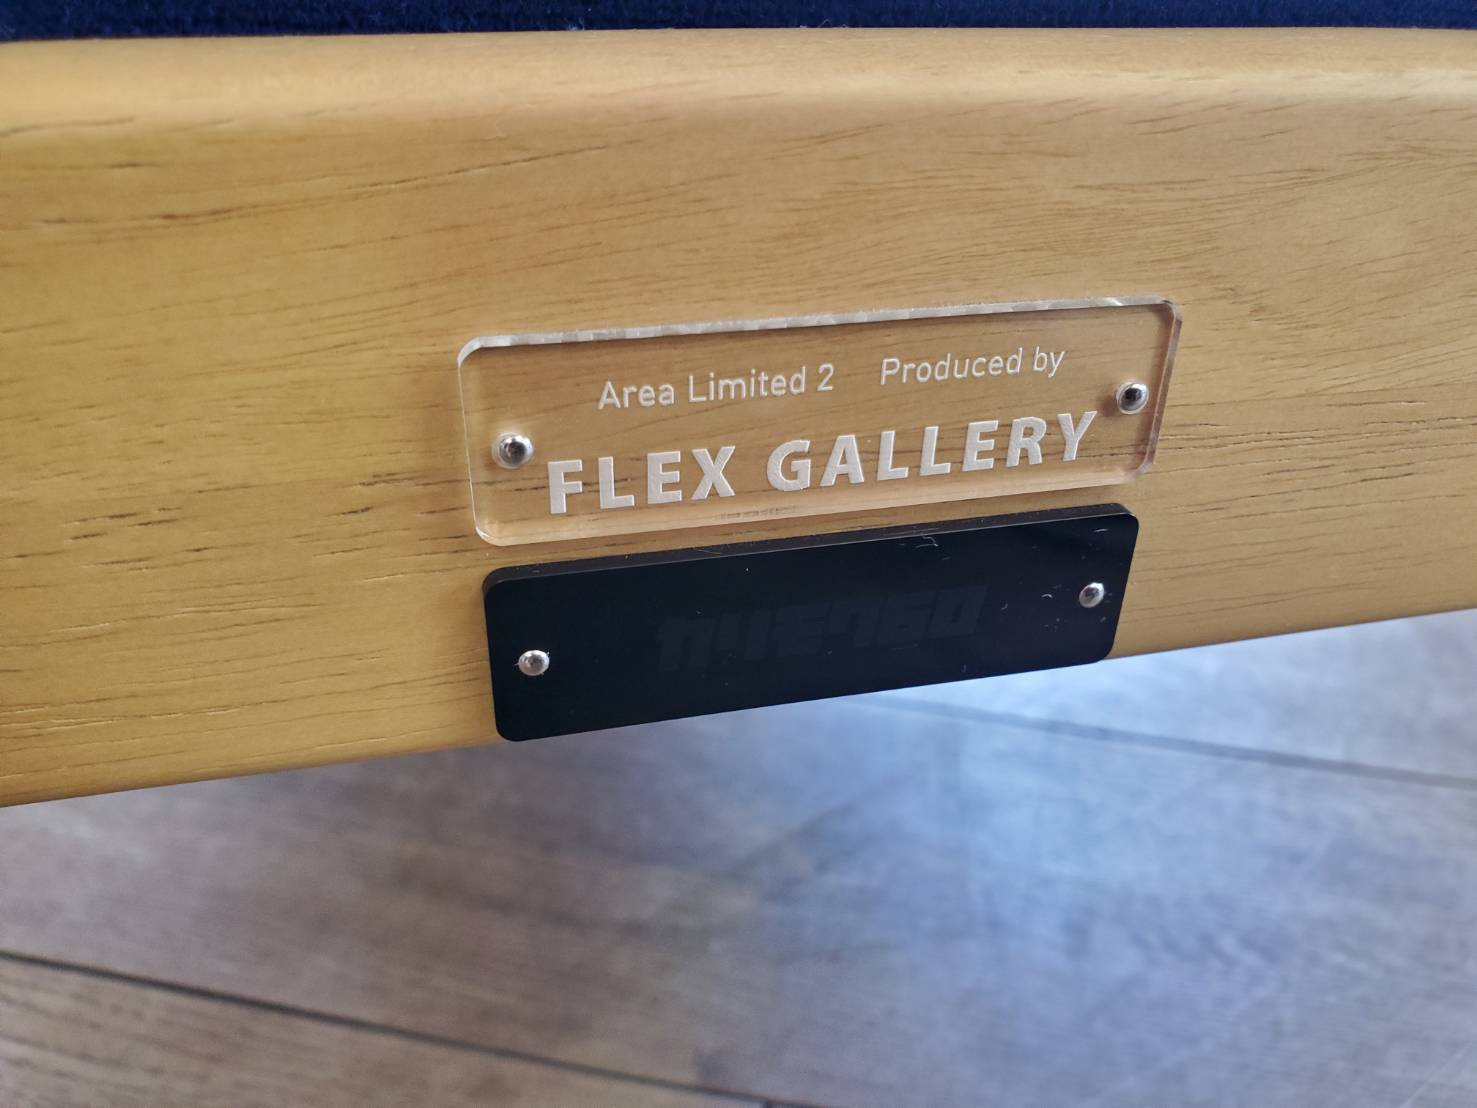 Area Limited 2 Produced by
FLEX GALLERY